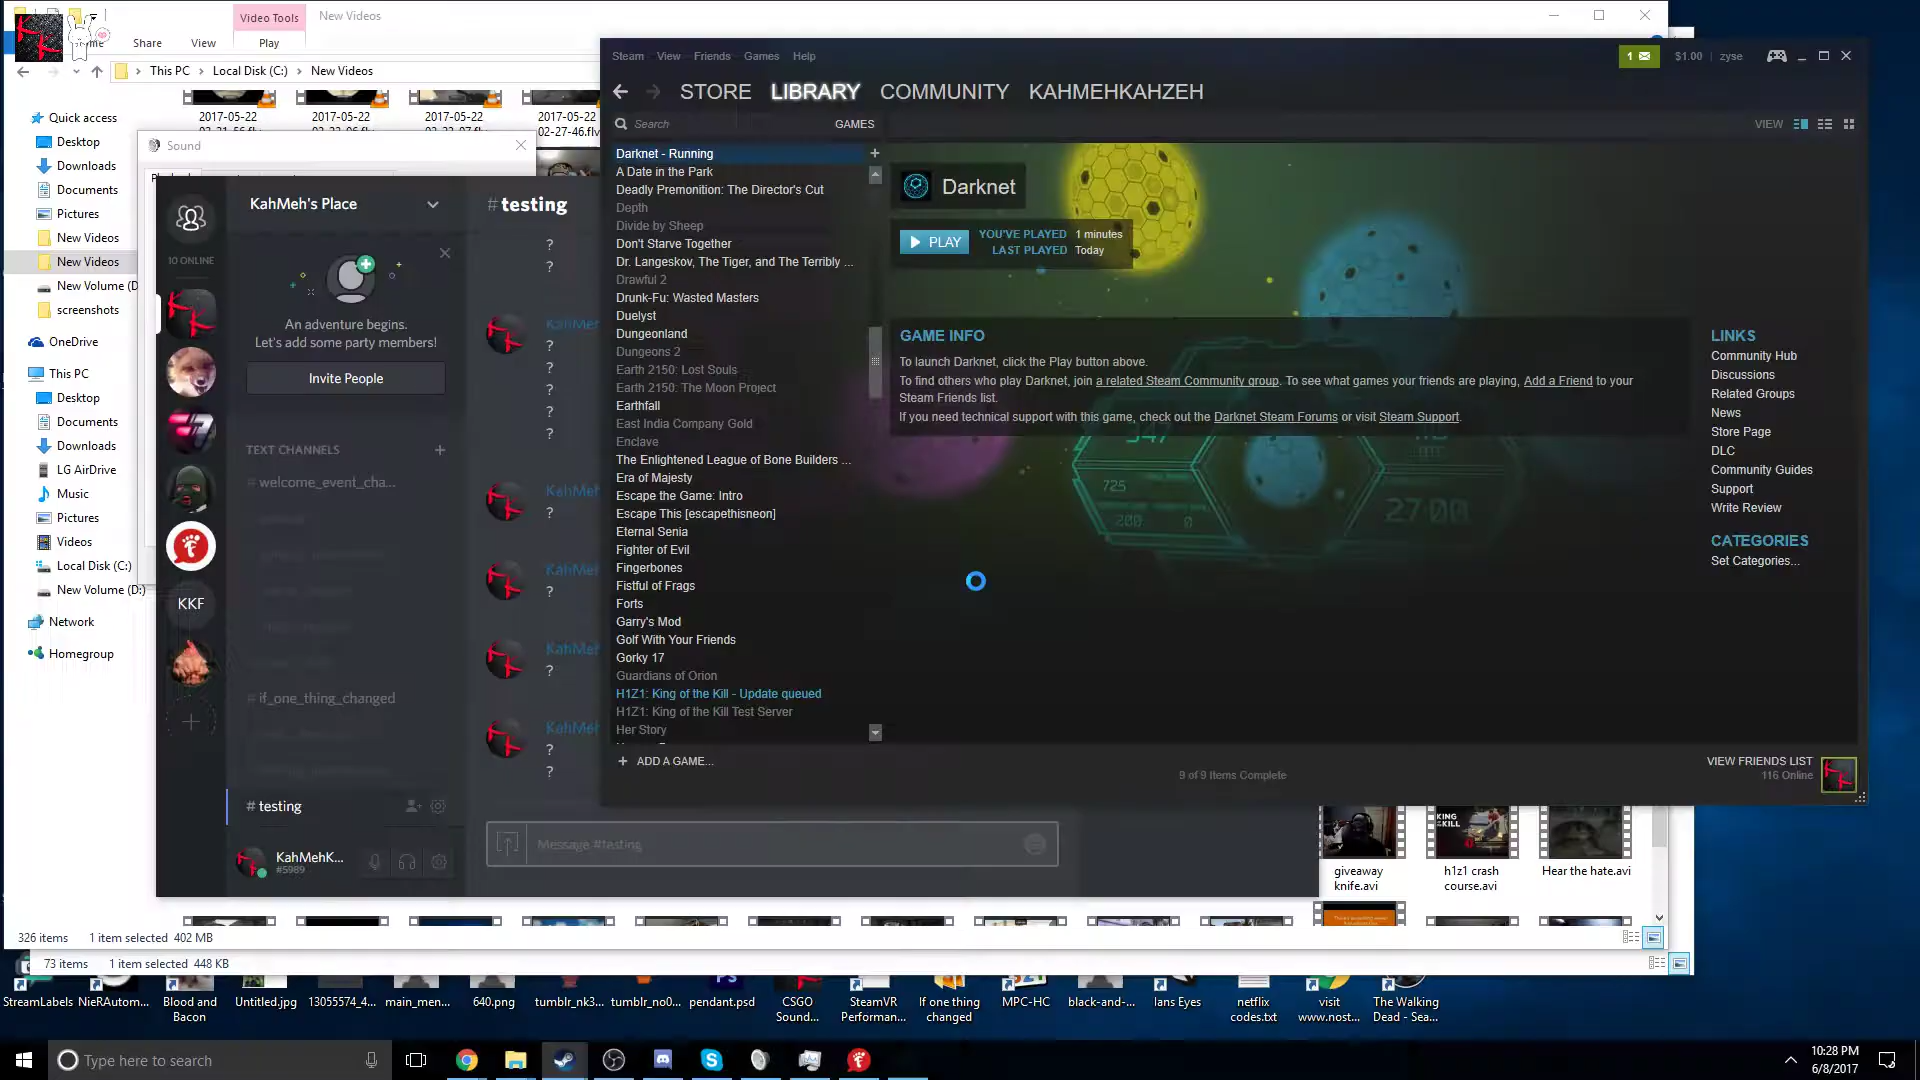 Video Tools
New Videos
Share
View
Play
This PC
Local Disk (C:)
New Videos
Quick access
Desktop
Downloads
Documents
Pictures
New Videos
New Videos
New Volume (D
screenshots
OneDrive
This PC
Desktop
Documents
Downloads
LG AirDrive
Music
Pictures
Videos
Local Disk (C:)
New Volume (D:)
Network
Homegroup
2017-05-22
2017-05-22
2017-05-22
2017-05-22
02-27-46.flv
Sound
10 ONLINE
KKF
KahMeh's Place
An adventure begins.
Let's add some party members!
Invite People
TEXT CHANNELS
# welcome_event_cha...
# if_one_thing_changed
# testing
KahMehK...
#5989
# testing
?
?
KahMeh
?
?
?
?
?
KahMeh
?
KahMeh
?
KahMeh
?
KahMeh
?
?
Message #testing
Steam
View
Friends
Games
Help
1
$1.00
zyse
STORE
LIBRARY
COMMUNITY
KAHMEHKAHZEH
Search
GAMES
VIEW
Darknet - Running
A Date in the Park
Deadly Premonition: The Director's Cut
Depth
Divide by Sheep
Don't Starve Together
Dr. Langeskov, The Tiger, and The Terribly ...
Drawful 2
Drunk-Fu: Wasted Masters
Duelyst
Dungeonland
Dungeons 2
Earth 2150: Lost Souls
Earth 2150: The Moon Project
Earthfall
East India Company Gold
Enclave
The Enlightened League of Bone Builders ...
Era of Majesty
Escape the Game: Intro
Escape This [escapethisneon]
Eternal Senia
Fighter of Evil
Fingerbones
Fistful of Frags
Forts
Garry's Mod
Golf With Your Friends
Gorky 17
Guardians of Orion
H1Z1: King of the Kill - Update queued
H1Z1: King of the Kill Test Server
Her Story
ADD A GAME...
Darknet
PLAY
YOU'VE PLAYED 1 minutes
LAST PLAYED Today
GAME INFO
To launch Darknet, click the Play button above.
To find others who play Darknet, join a related Steam Community group. To see what games your friends are playing, Add a Friend to your
Steam Friends list.
If you need technical support with this game, check out the Darknet Steam Forums or visit Steam Support.
725
200
0
27:00
LINKS
Community Hub
Discussions
Related Groups
News
Store Page
DLC
Community Guides
Support
Write Review
CATEGORIES
Set Categories...
9 of 9 Items Complete
VIEW FRIENDS LIST
116 Online
giveaway
knife.avi
h1z1 crash
course.avi
Hear the hate.avi
326 items
1 item selected 402 MB
73 items
1 item selected 448 KB
StreamLabels
NieRAutom...
Blood and
Bacon
Untitled.jpg
13055574_4...
main_men...
640.png
tumblr_nk3...
tumblr_no0...
pendant.psd
CSGO
Sound...
SteamVR
Performan...
If one thing
changed
MPC-HC
black-and-...
Ians Eyes
netflix
codes.txt
visit
www.nost...
The Walking
Dead - Sea...
Type here to search
10:28 PM
6/8/2017